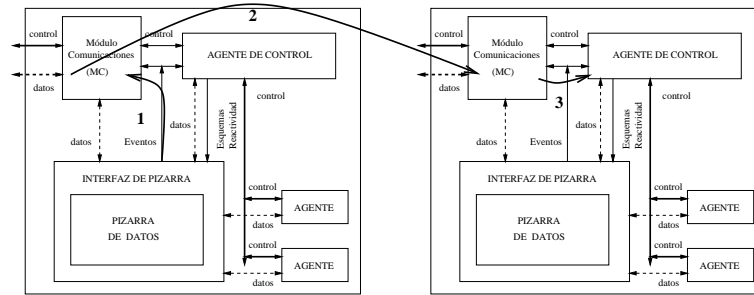 2
control
Módulo
Comunicaciones
(MC)
control
AGENTE DE CONTROL
datos
1
datos
Eventos
datos
Esquemas
Reactividad
control
INTERFAZ DE PIZARRA
PIZARRA
DE DATOS
control
AGENTE
datos
control
AGENTE
datos
control
Módulo
Comunicaciones
(MC)
control
AGENTE DE CONTROL
datos
3
datos
Eventos
datos
Esquemas
Reactividad
control
INTERFAZ DE PIZARRA
PIZARRA
DE DATOS
control
AGENTE
datos
control
AGENTE
datos